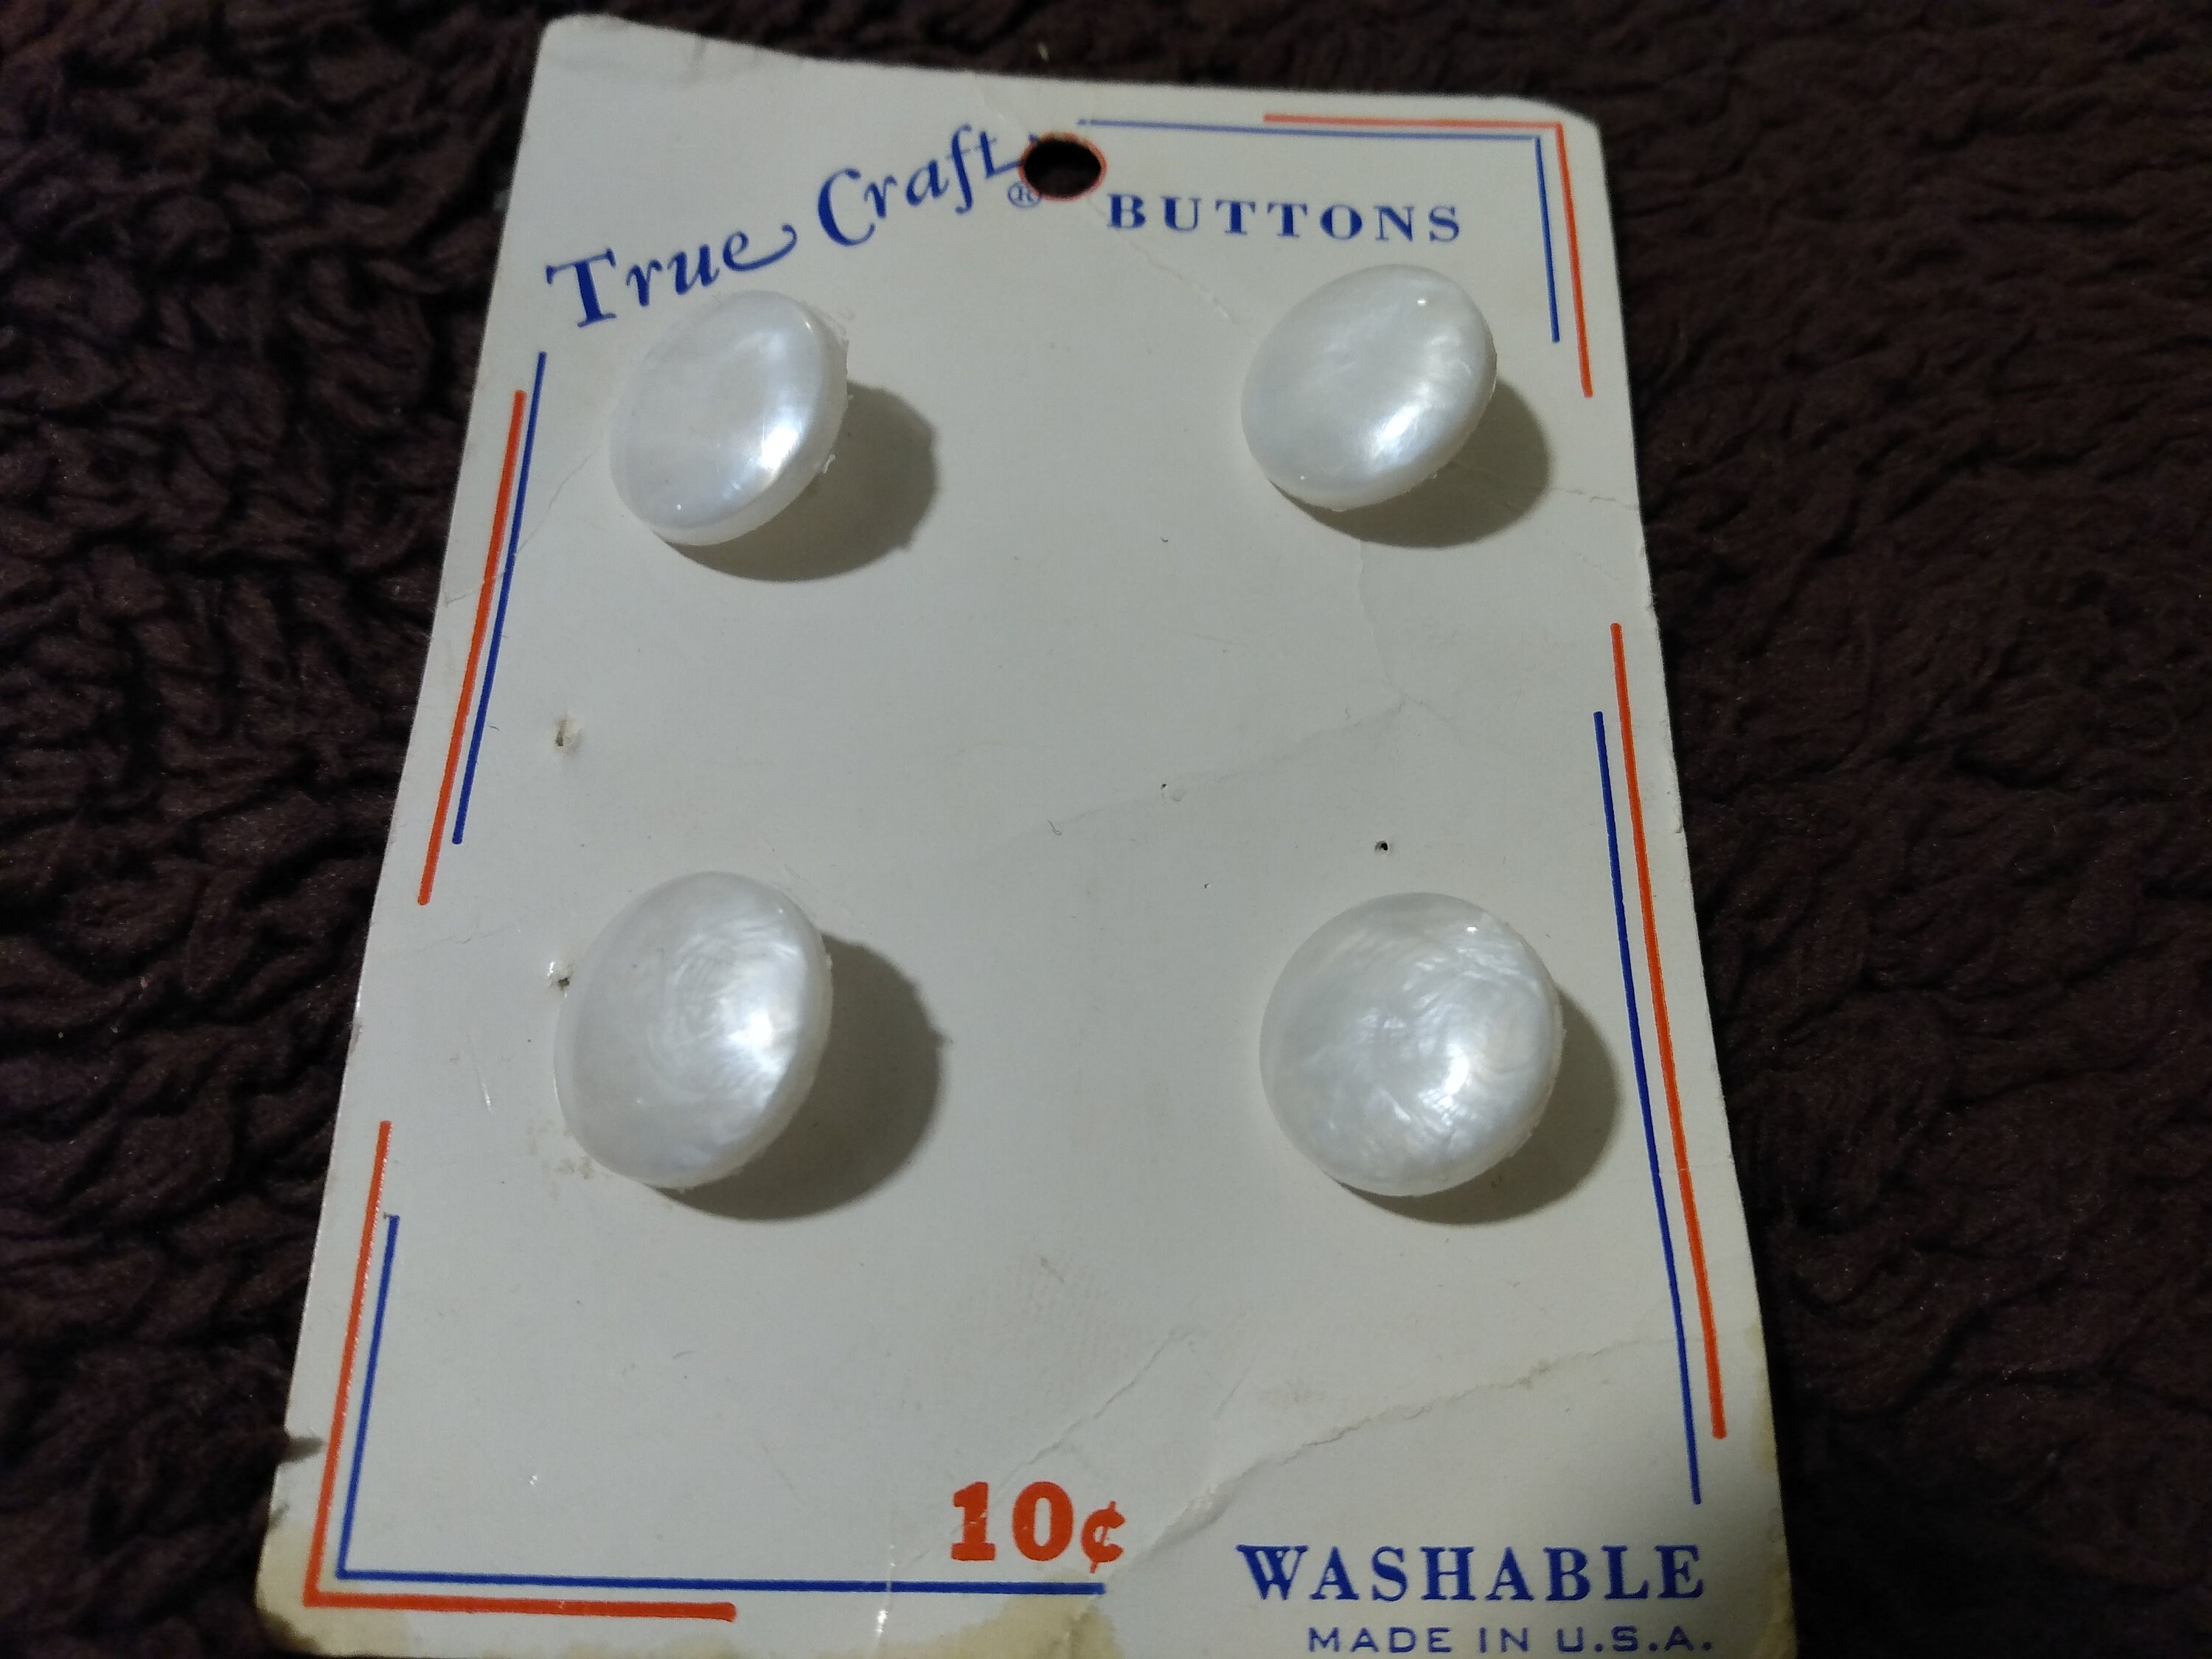 True Craft® BUTTONS
10¢
WASHABLE
MADE IN U.S.A.